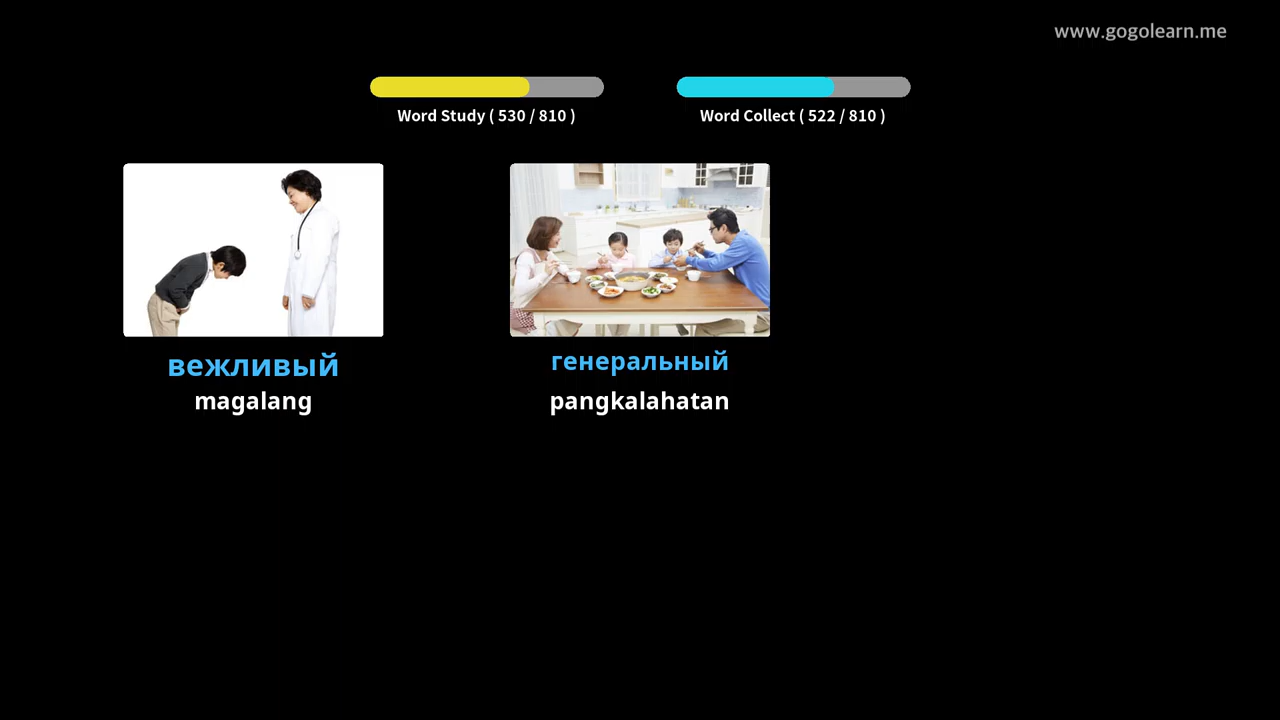 www.gogolearn.me
Word Study ( 530 / 810 )
Word Collect ( 522 / 810 )
вежливый
magalang
генеральный
pangkalahatan